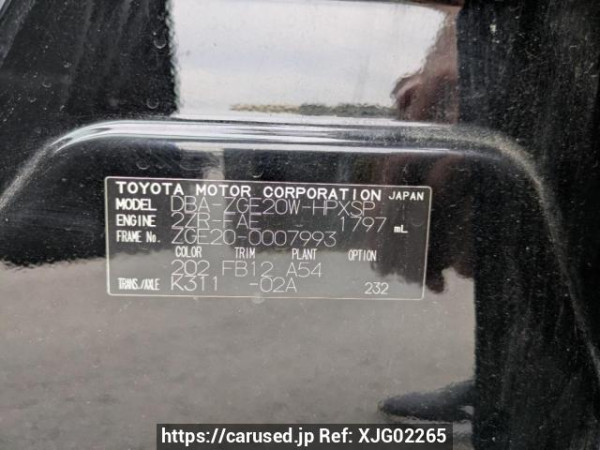 TOYOTA MOTOR CORPORATION JAPAN
MODEL DBA-ZGE20W-HPXSP
ENGINE 2ZR-FAE 1797 mL
FRAME No. ZGE20-0007993
COLOR TRIM PLANT OPTION
202 FB12 A54
TRANS./AXLE K3T1 -02A 232
https://carused.jp Ref: XJG02265